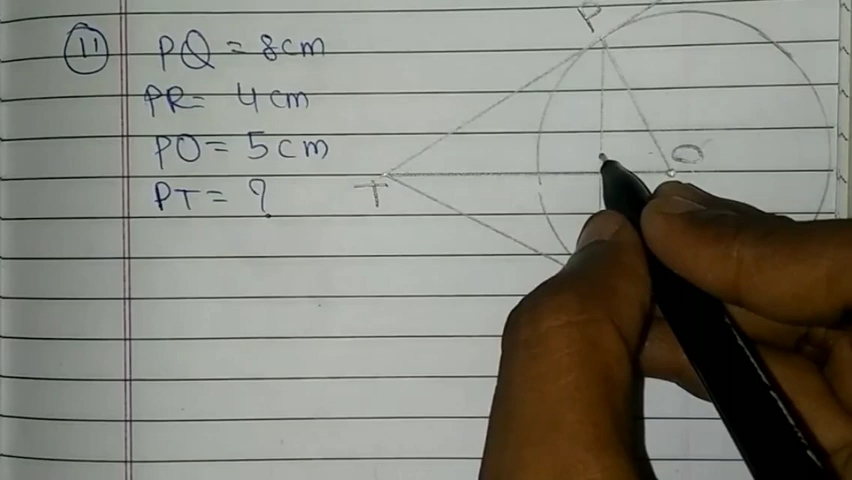 11 PQ = 8cm
PR = 4cm
PO = 5cm
PT = ?
P
O
T